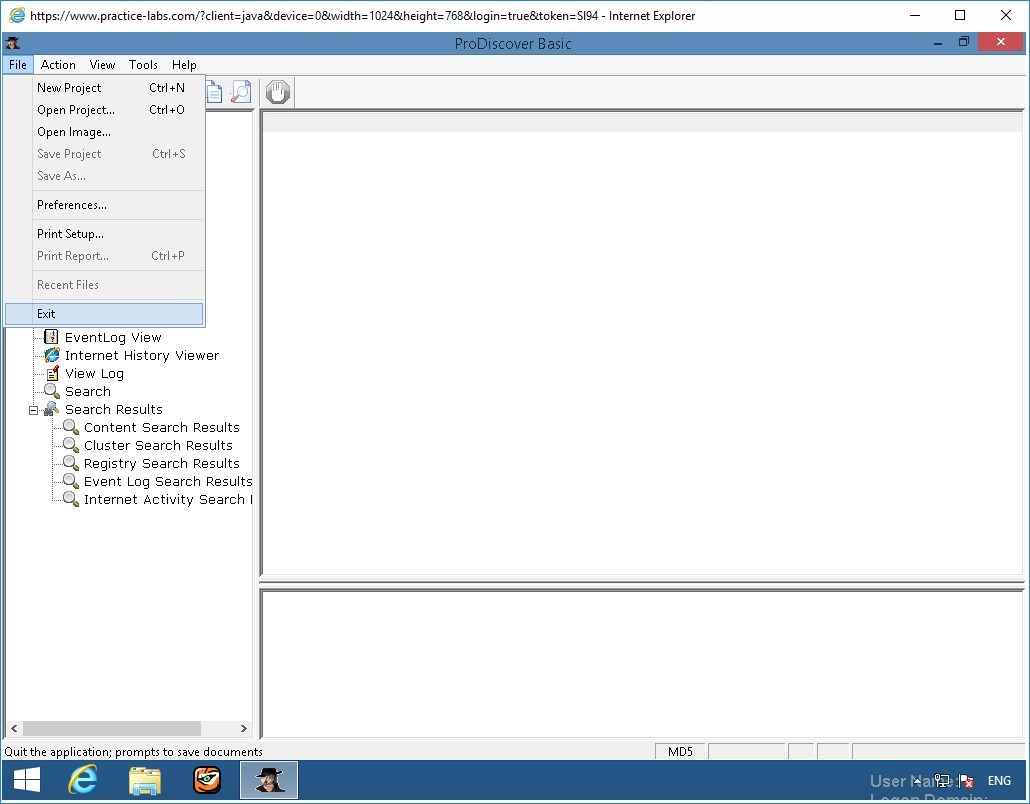 https://www.practice-labs.com/?client=java&device=0&width=1024&height=768&login=true&token=SI94 - Internet Explorer
ProDiscover Basic
File Action View Tools Help
New Project Ctrl+N
Open Project... Ctrl+O
Open Image...
Save Project Ctrl+S
Save As...
Preferences...
Print Setup...
Print Report... Ctrl+P
Recent Files
Exit
EventLog View
Internet History Viewer
View Log
Search
Search Results
Content Search Results
Cluster Search Results
Registry Search Results
Event Log Search Results
Internet Activity Search
Quit the application; prompts to save documents
MD5
User Name:
Logon Domain:
ENG